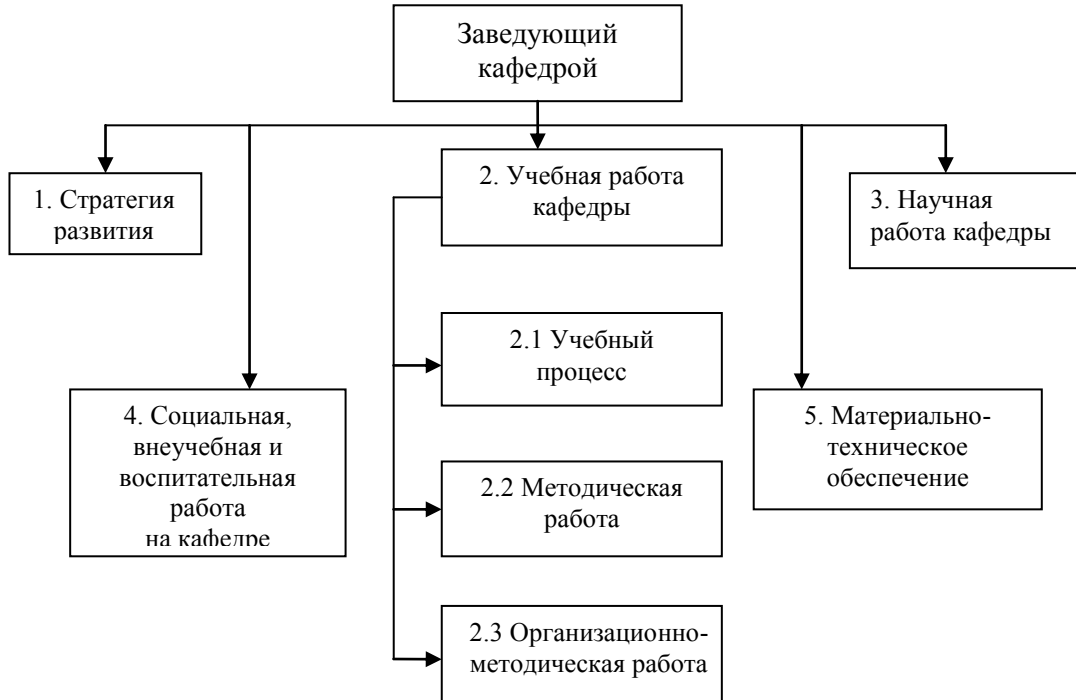 Заведующий
кафедрой
1. Стратегия
развития
2. Учебная работа
кафедры
3. Научная
работа кафедры
2.1 Учебный
процесс
4. Социальная,
внеучебная и
воспитательная
работа
на кафедре
5. Материально-
техническое
обеспечение
2.2 Методическая
работа
2.3 Организационно-
методическая работа